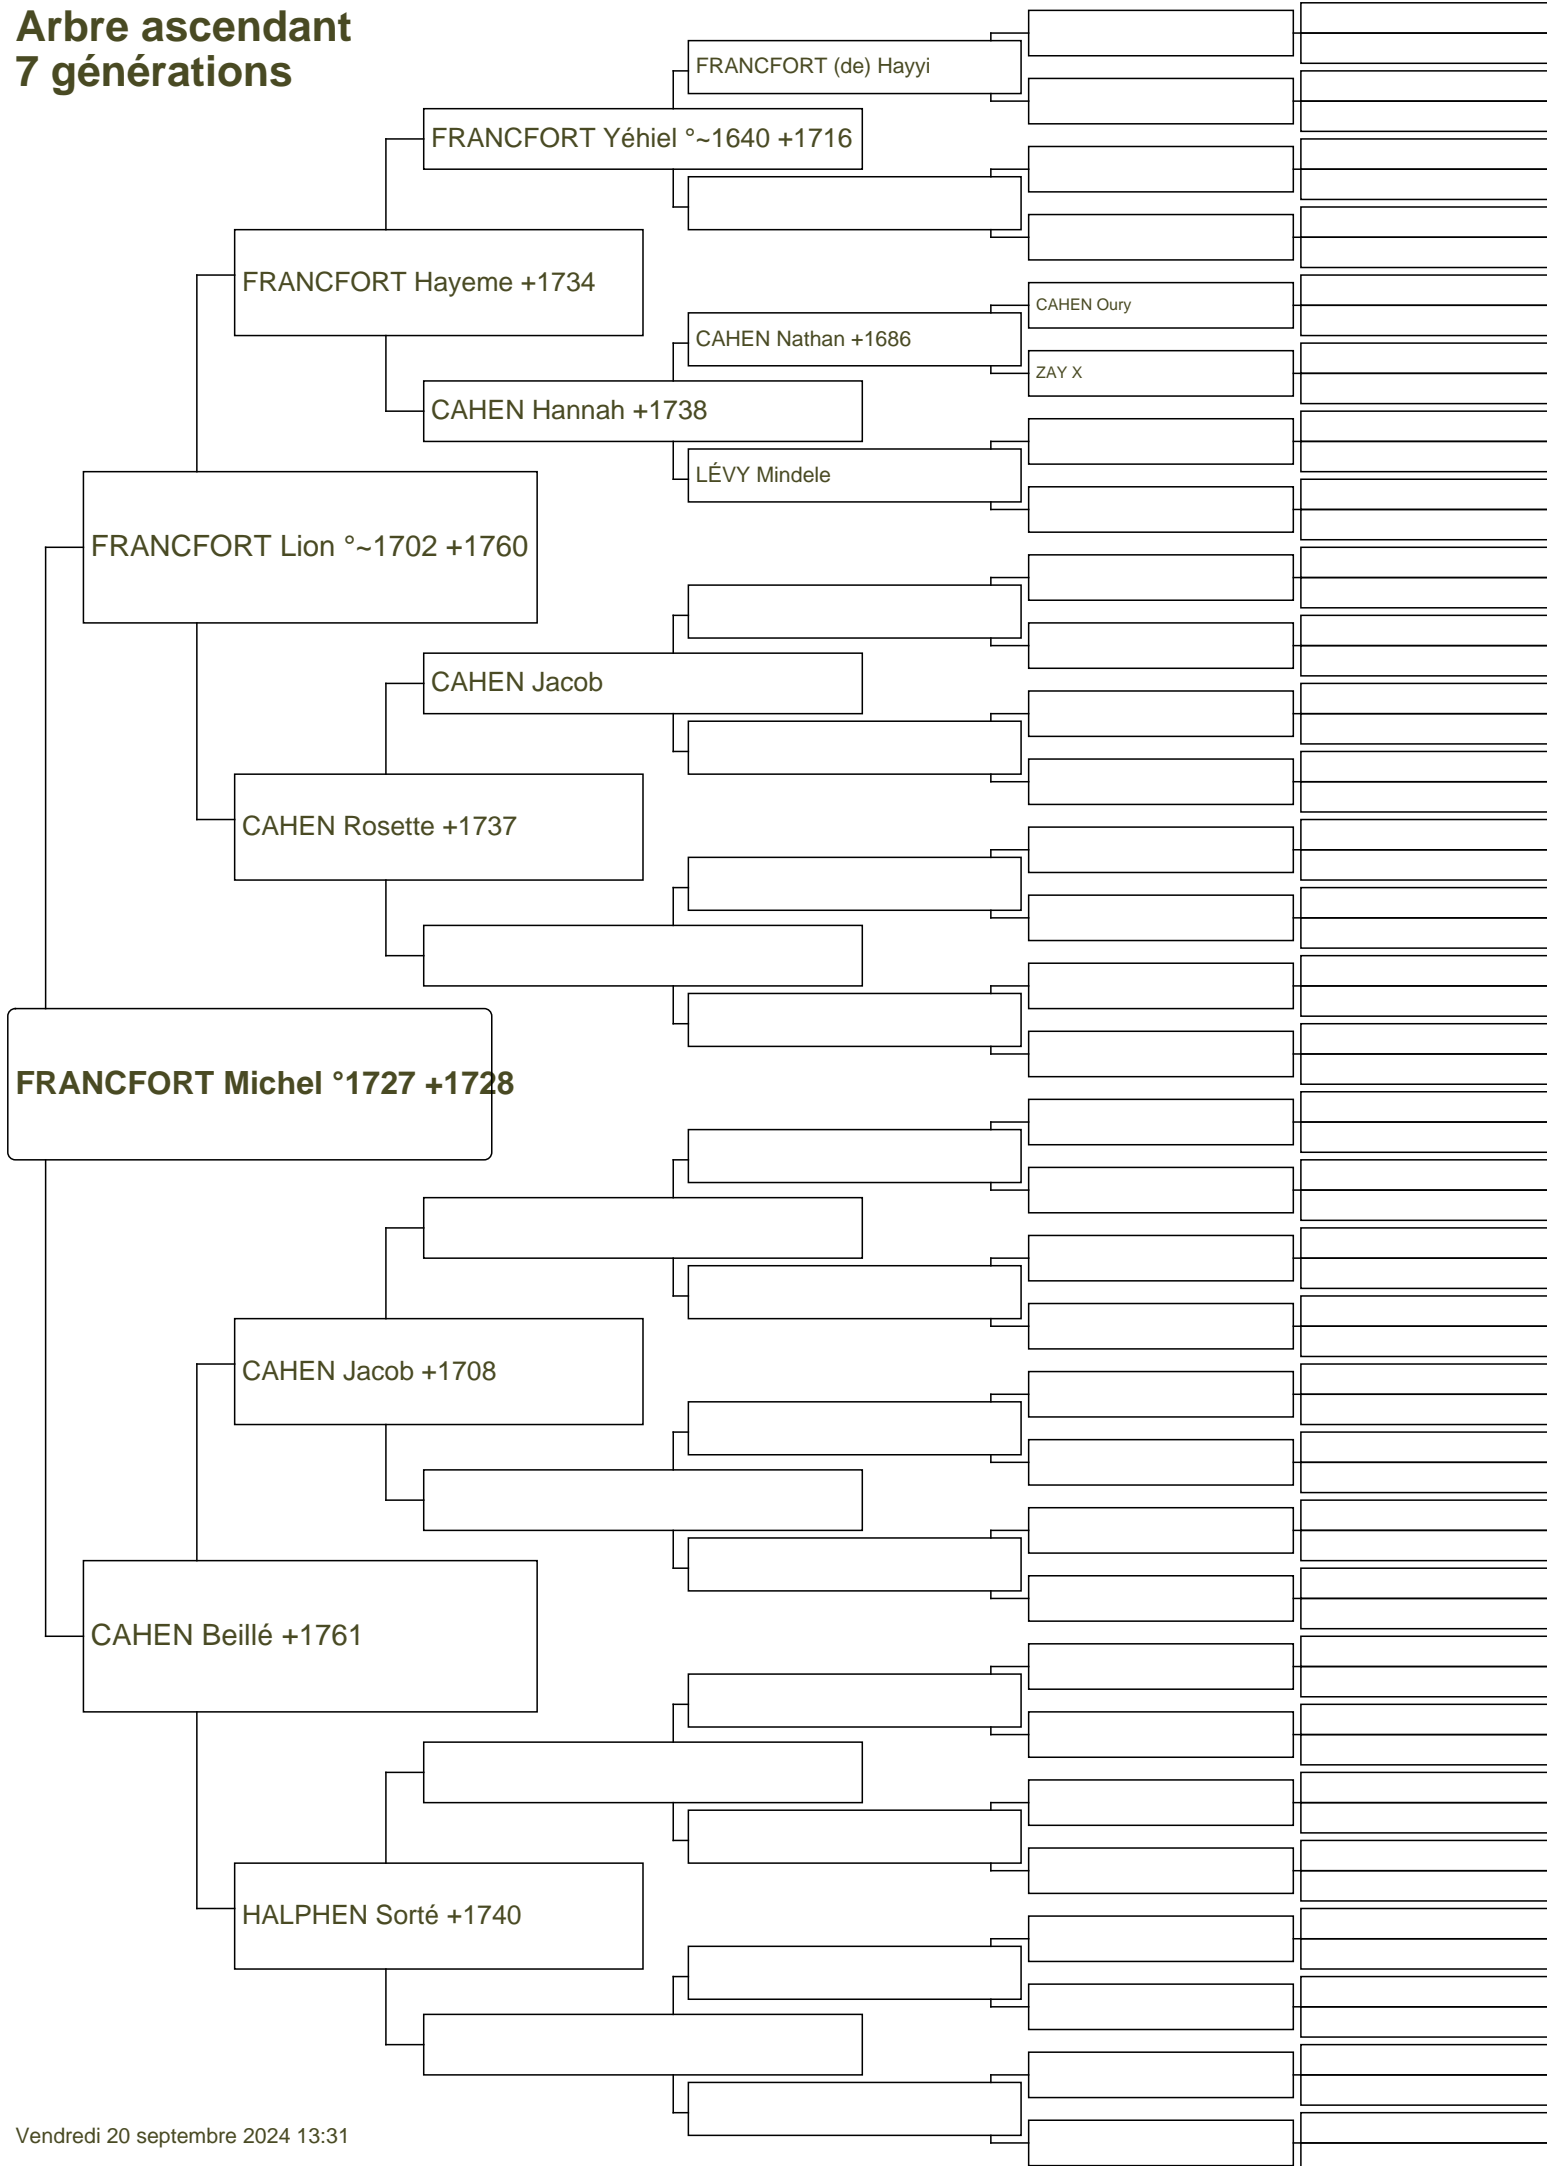 Arbre ascendant
7 générations
FRANCFORT (de) Hayyi
FRANCFORT Yéhiel °~1640 +1716
FRANCFORT Hayeme +1734
CAHEN Oury
CAHEN Nathan +1686
ZAY X
CAHEN Hannah +1738
LÉVY Mindele
FRANCFORT Lion °~1702 +1760
CAHEN Jacob
CAHEN Rosette +1737
FRANCFORT Michel °1727 +1728
CAHEN Jacob +1708
CAHEN Beillé +1761
HALPHEN Sorté +1740
Vendredi 20 septembre 2024 13:31